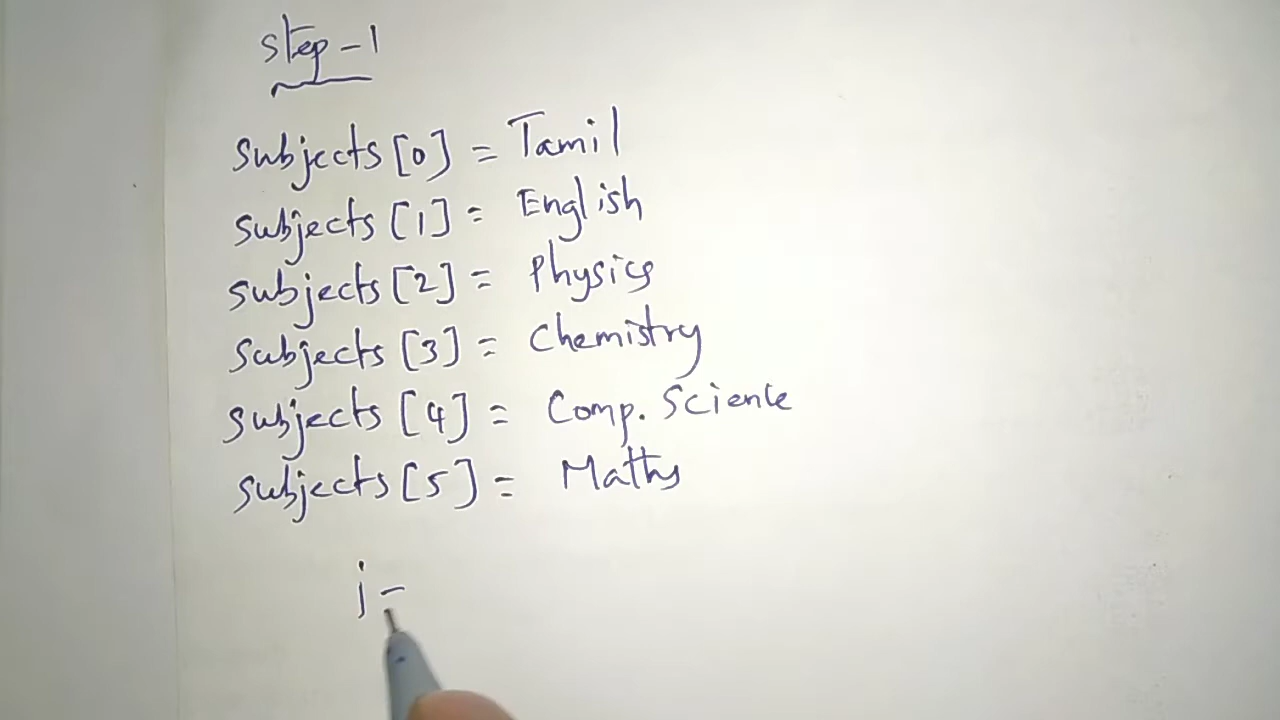 Step-1
Subjects[0] = Tamil
Subjects[1] = English
Subjects[2] = Physics
Subjects[3] = Chemistry
Subjects[4] = Comp. Science
Subjects[5] = Maths
j -